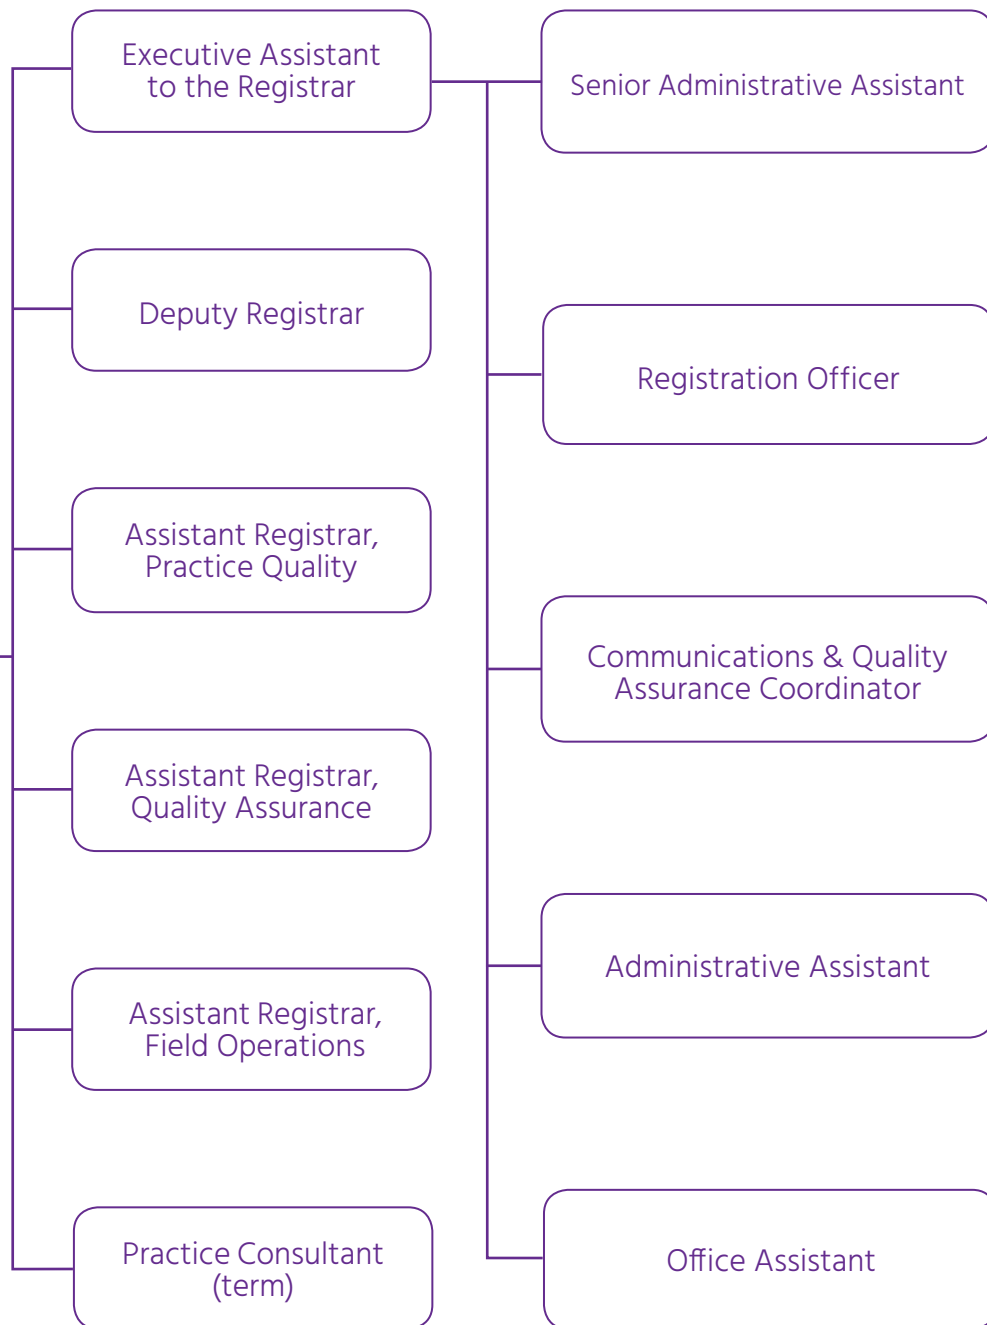 Executive Assistant
to the Registrar
Senior Administrative Assistant
Deputy Registrar
Registration Officer
Assistant Registrar,
Practice Quality
Communications & Quality
Assurance Coordinator
Assistant Registrar,
Quality Assurance
Administrative Assistant
Assistant Registrar,
Field Operations
Practice Consultant
(term)
Office Assistant